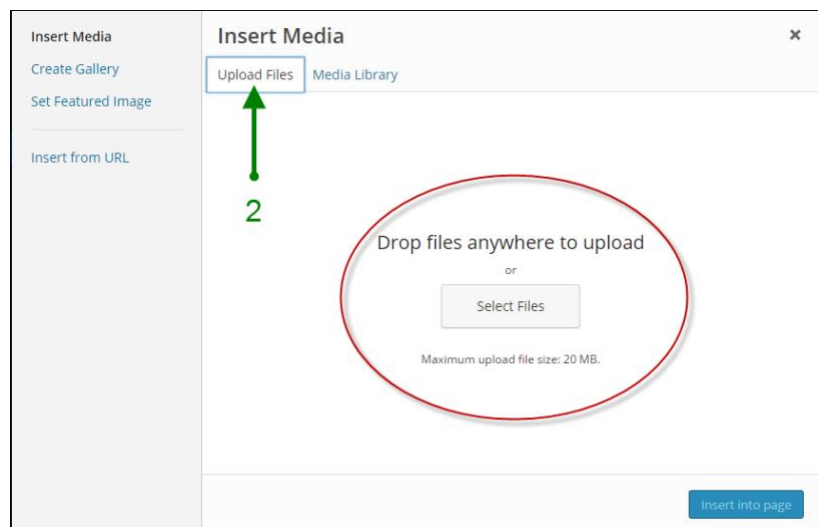 Insert Media
Create Gallery
Set Featured Image
Insert from URL
Insert Media
×
Upload Files
Media Library
2
Drop files anywhere to upload
or
Select Files
Maximum upload file size: 20 MB.
Insert into page